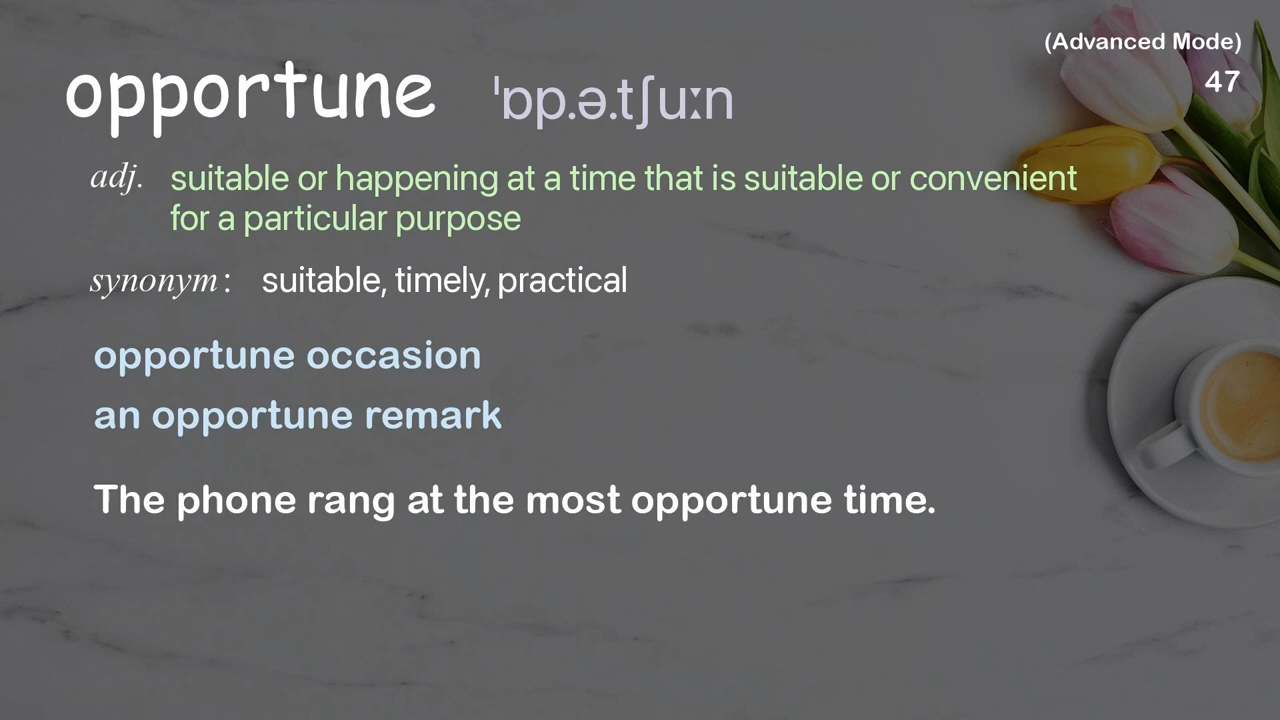 (Advanced Mode)
47
opportune ˈɒp.ə.tʃuːn
adj. suitable or happening at a time that is suitable or convenient
for a particular purpose
synonym: suitable, timely, practical
opportune occasion
an opportune remark
The phone rang at the most opportune time.